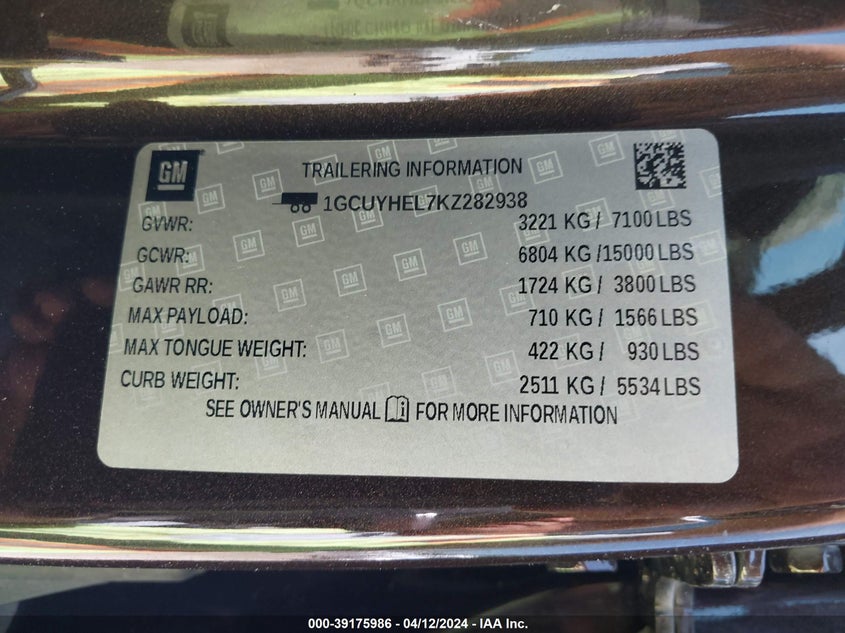 GM TRAILERING INFORMATION
88 1GCUYHEL7KZ282938
GVWR: 3221 KG / 7100 LBS
GCWR: 6804 KG /15000 LBS
GAWR RR: 1724 KG / 3800 LBS
MAX PAYLOAD: 710 KG / 1566 LBS
MAX TONGUE WEIGHT: 422 KG / 930 LBS
CURB WEIGHT: 2511 KG / 5534 LBS
SEE OWNER'S MANUAL FOR MORE INFORMATION
000-39175986 - 04/12/2024 - IAA Inc.